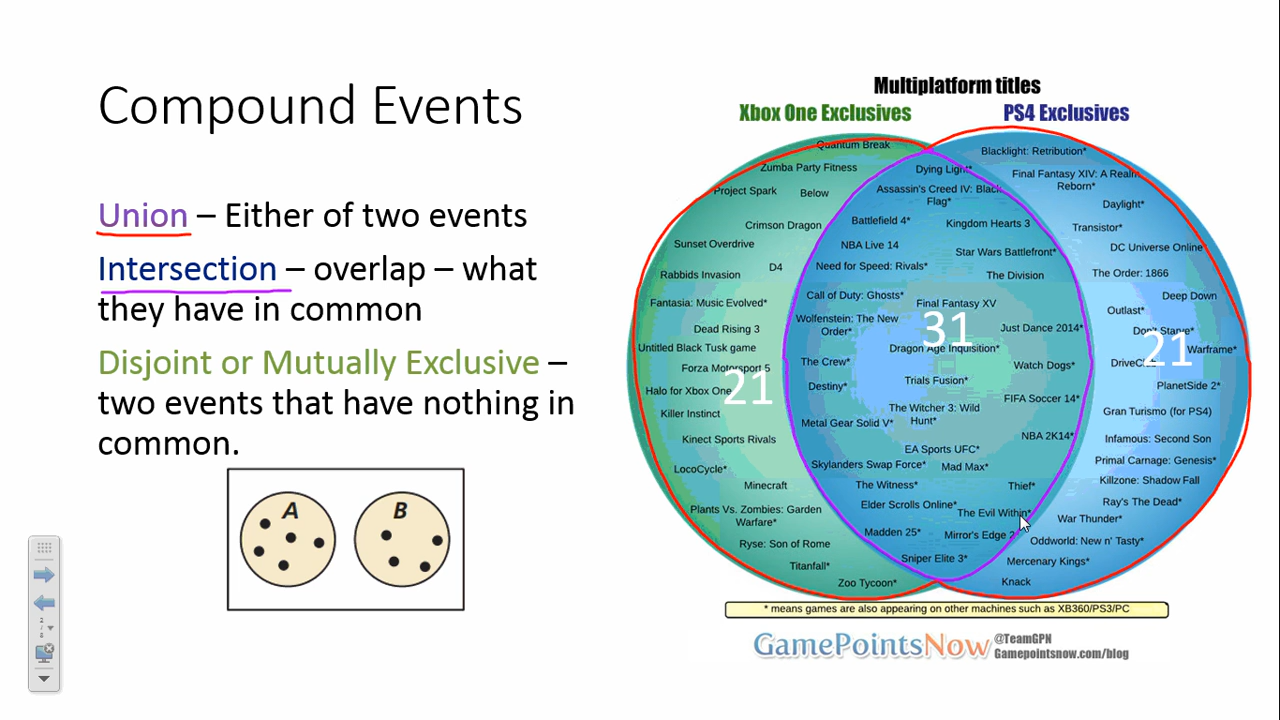 Compound Events
Union – Either of two events
Intersection – overlap – what
they have in common
Disjoint or Mutually Exclusive –
two events that have nothing in
common.
A
B
Multiplatform titles
Xbox One Exclusives
PS4 Exclusives
Quantum Break
Zumba Party Fitness
Project Spark
Below
Crimson Dragon
Sunset Overdrive
D4
Rabbids Invasion
Fantasia: Music Evolved*
Dead Rising 3
Untitled Black Tusk game
Forza Motorsport 5
21
Halo for Xbox One
Killer Instinct
Kinect Sports Rivals
LocoCycle*
Minecraft
Plants Vs. Zombies: Garden
Warfare*
Ryse: Son of Rome
Titanfall*
Zoo Tycoon*
Dying Light*
Assassin's Creed IV: Black
Flag*
Battlefield 4*
Kingdom Hearts 3
NBA Live 14
Star Wars Battlefront*
Need for Speed: Rivals*
The Division
Call of Duty: Ghosts*
Final Fantasy XV
Wolfenstein: The New
Order*
31
Just Dance 2014*
Dragon Age Inquisition*
The Crew*
Watch Dogs*
Destiny*
Trials Fusion*
FIFA Soccer 14*
The Witcher 3: Wild
Hunt*
Metal Gear Solid V*
NBA 2K14*
EA Sports UFC*
Skylanders Swap Force*
Mad Max*
The Witness*
Thief*
Elder Scrolls Online*
The Evil Within*
Madden 25*
Mirror's Edge 2
Sniper Elite 3*
Blacklight: Retribution*
Final Fantasy XIV: A Realm
Reborn*
Daylight*
Transistor*
DC Universe Online*
The Order: 1866
Deep Down
Outlast*
Don't Starve*
21
Warframe*
DriveClub
PlanetSide 2*
Gran Turismo (for PS4)
Infamous: Second Son
Primal Carnage: Genesis*
Killzone: Shadow Fall
Ray's The Dead*
War Thunder*
Oddworld: New n' Tasty*
Mercenary Kings*
Knack
* means games are also appearing on other machines such as XB360/PS3/PC
GamePointsNow
@TeamGPN
Gamepointsnow.com/blog